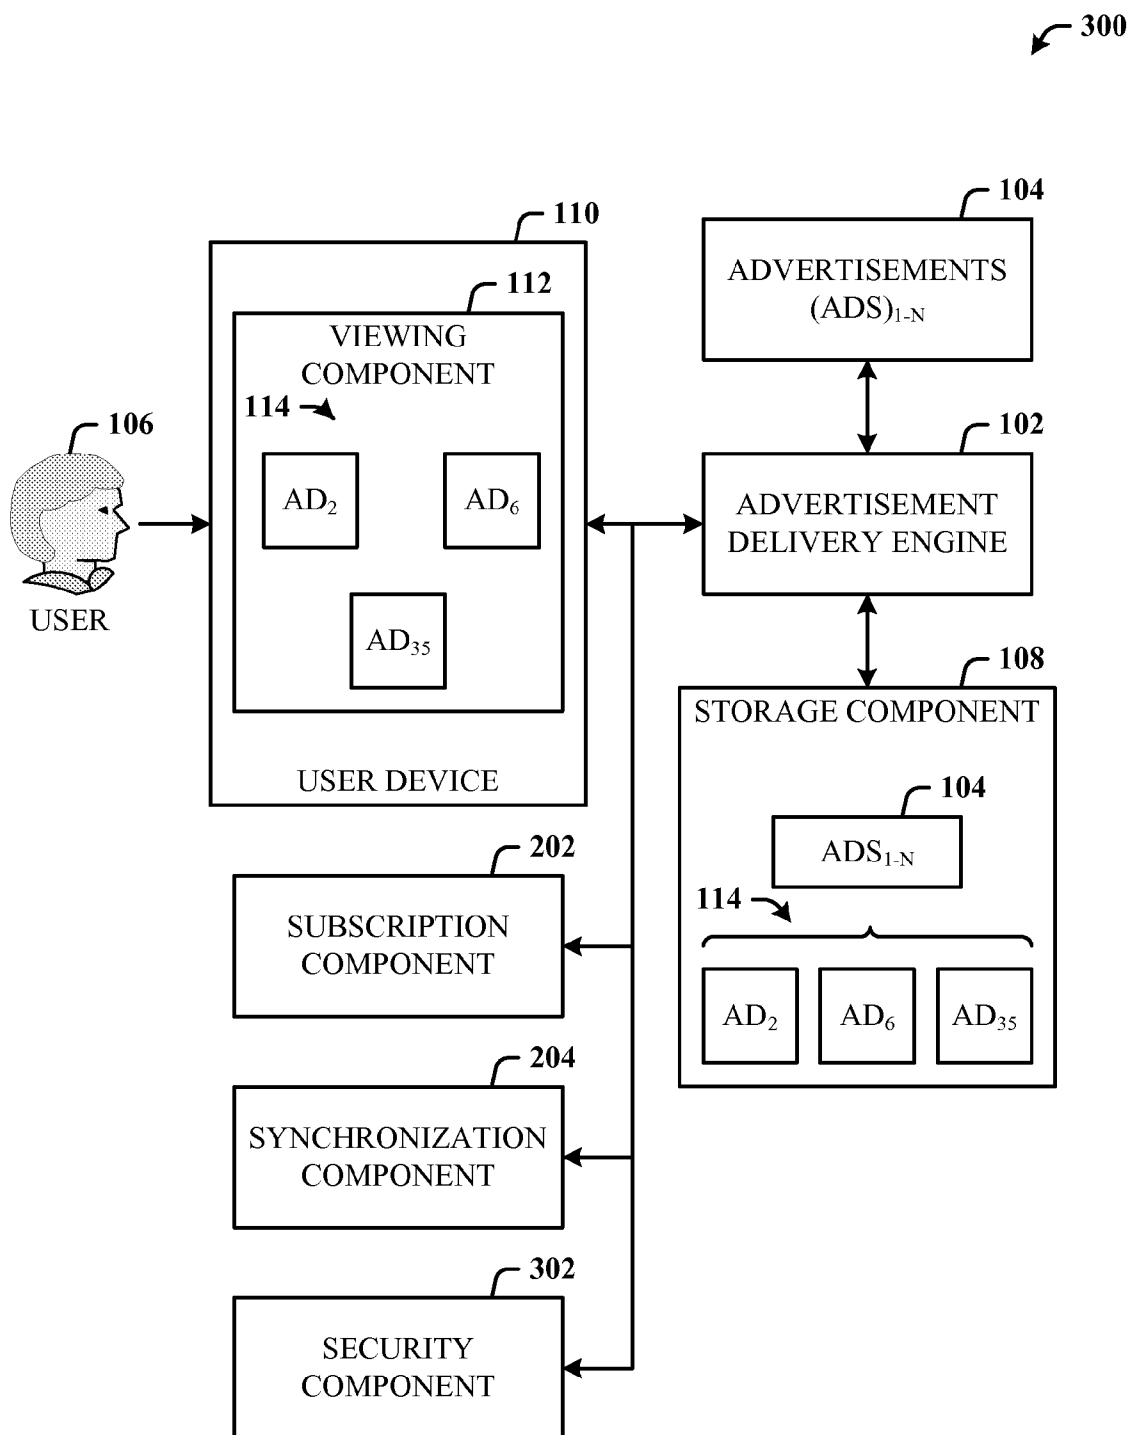 300
104
110
ADVERTISEMENTS
(ADS)1-N
112
VIEWING
COMPONENT
114
106
102
AD2
AD6
ADVERTISEMENT
DELIVERY ENGINE
USER
AD35
108
STORAGE COMPONENT
USER DEVICE
104
202
ADS1-N
114
SUBSCRIPTION
COMPONENT
AD2
AD6
AD35
204
SYNCHRONIZATION
COMPONENT
302
SECURITY
COMPONENT